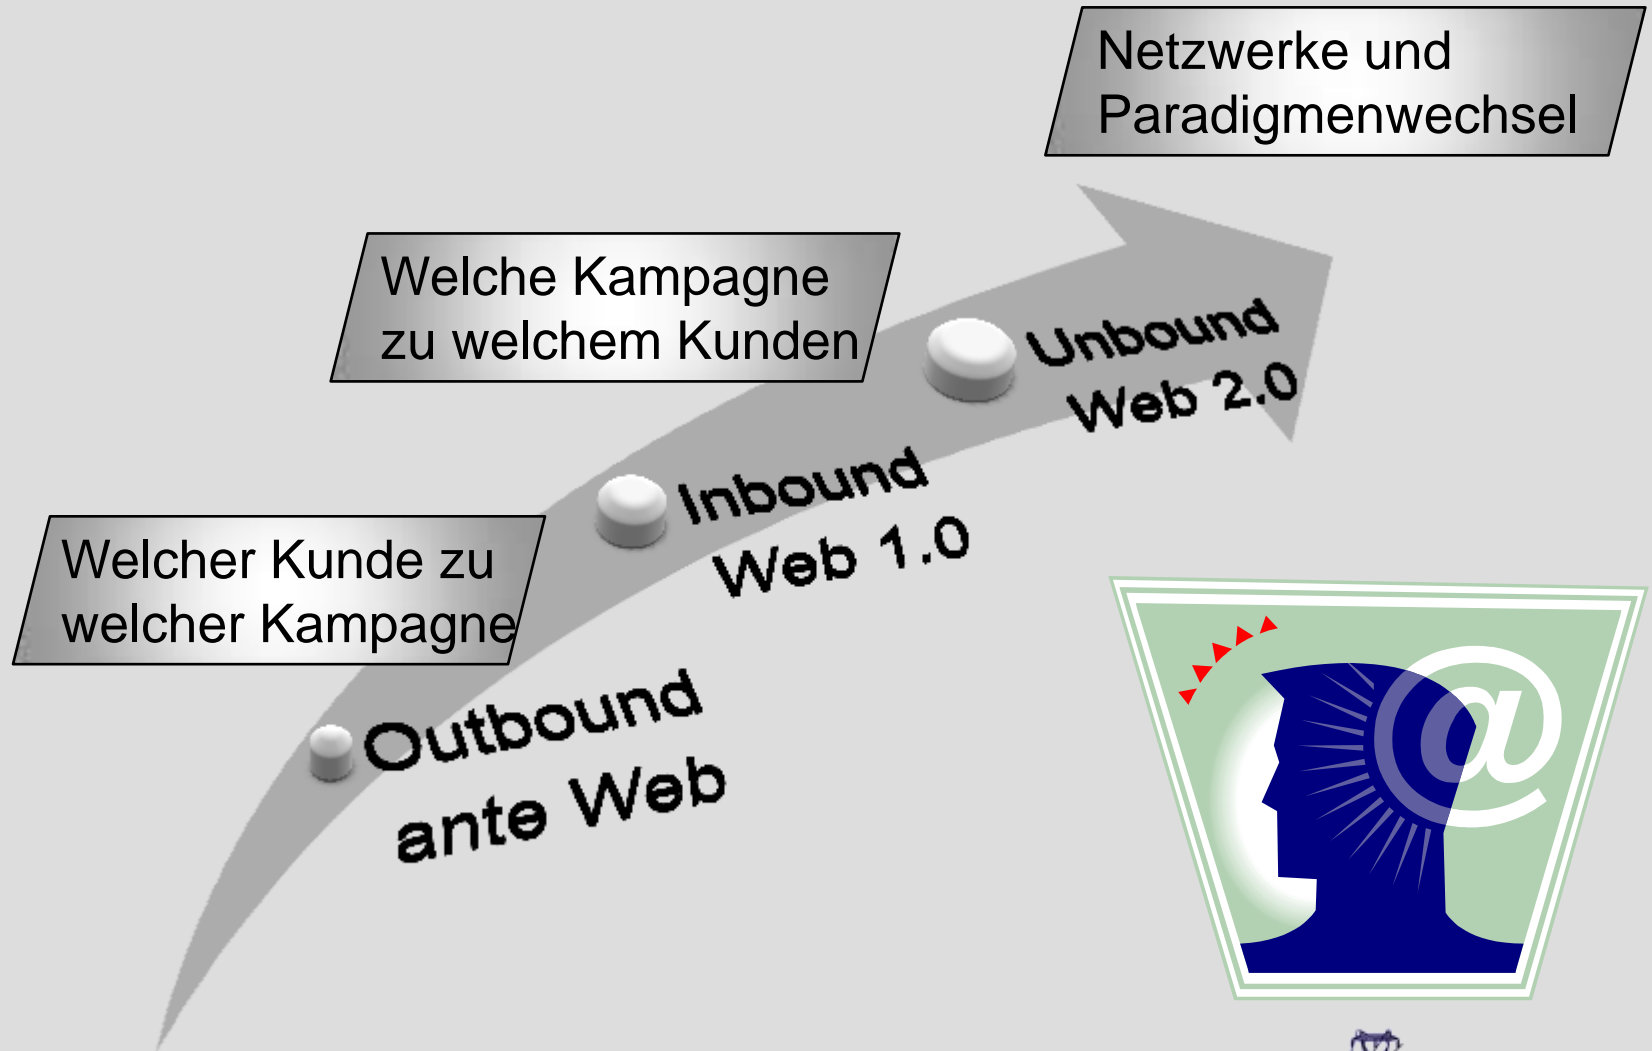 Netzwerke und
Paradigmenwechsel
Welche Kampagne
zu welchem Kunden
Unbound
Web 2.0
Inbound
Web 1.0
Welcher Kunde zu
welcher Kampagne
Outbound
ante Web
@